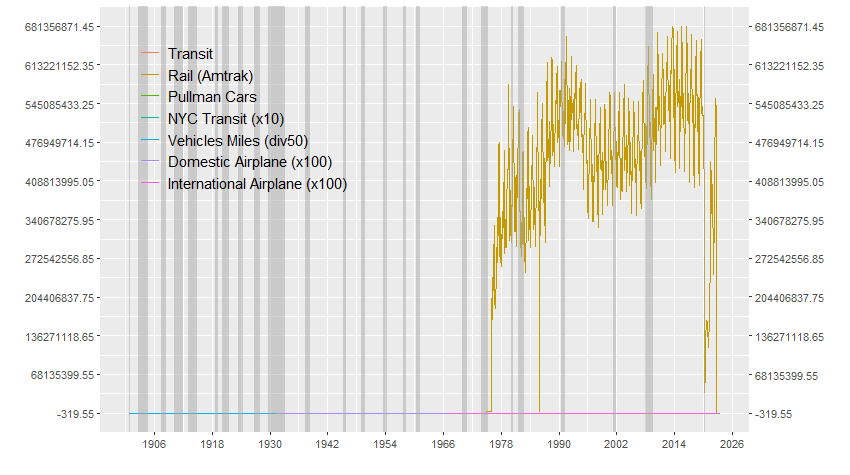 681356871.45
613221152.35
545085433.25
476949714.15
408813995.05
340678275.95
272542556.85
204406837.75
136271118.65
68135399.55
-319.55
Transit
Rail (Amtrak)
Pullman Cars
NYC Transit (x10)
Vehicles Miles (div50)
Domestic Airplane (x100)
International Airplane (x100)
681356871.45
613221152.35
545085433.25
476949714.15
408813995.05
340678275.95
272542556.85
204406837.75
136271118.65
68135399.55
-319.55
1906 1918 1930 1942 1954 1966 1978 1990 2002 2014 2026